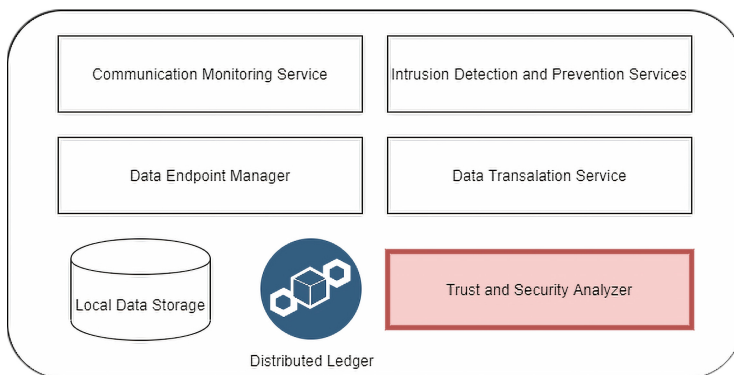 Communication Monitoring Service
Intrusion Detection and Prevention Services
Data Endpoint Manager
Data Transalation Service
Local Data Storage
Trust and Security Analyzer
Distributed Ledger